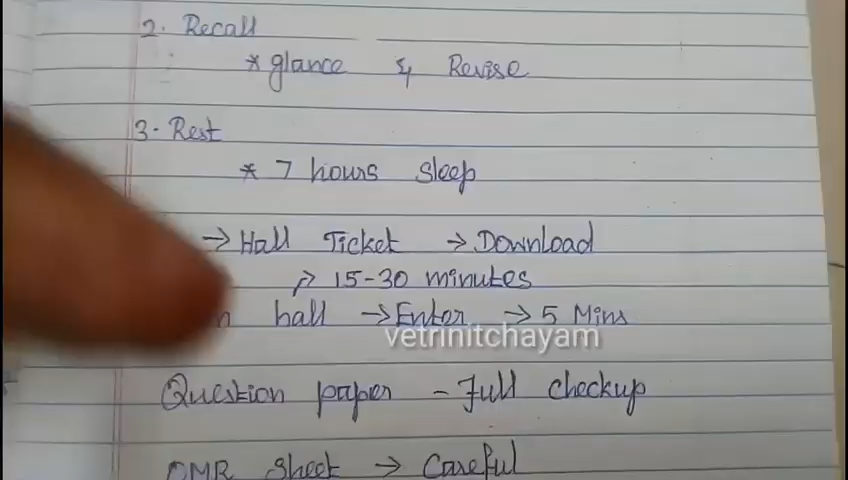 2. Recall
* glance & Revise
3. Rest
* 7 hours sleep
→ Hall Ticket → Download
→ 15-30 minutes
hall → Enter → 5 Mins
vetrinitchayam
Question paper - Full checkup
OMR sheet → Careful